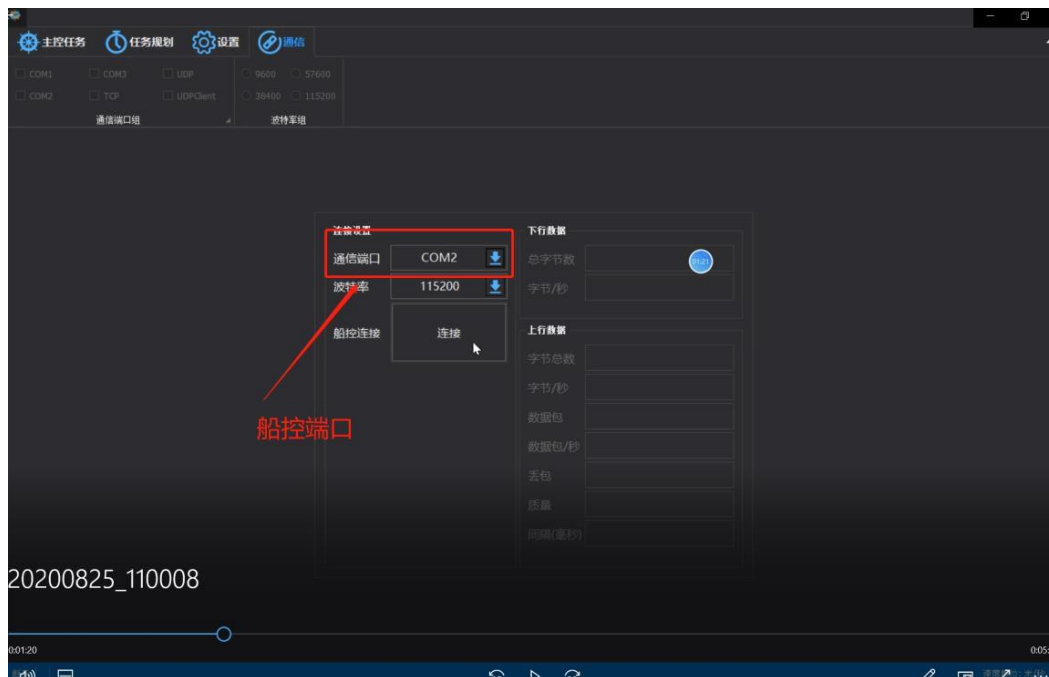 主控任务 任务规划 设置 通信
COM1 COM3 UDP 9600 57600
COM2 TCP UDPClient 38400 115200
通信端口组 波特率组
连接设置 下行数据
通信端口 COM2 总字节数 01:21
波特率 115200 字节/秒
船控连接 连接 上行数据
字节总数
字节/秒
船控端口 数据包
数据包/秒
丢包
质量
间隔(毫秒)
20200825_110008
0:01:20 0:05: